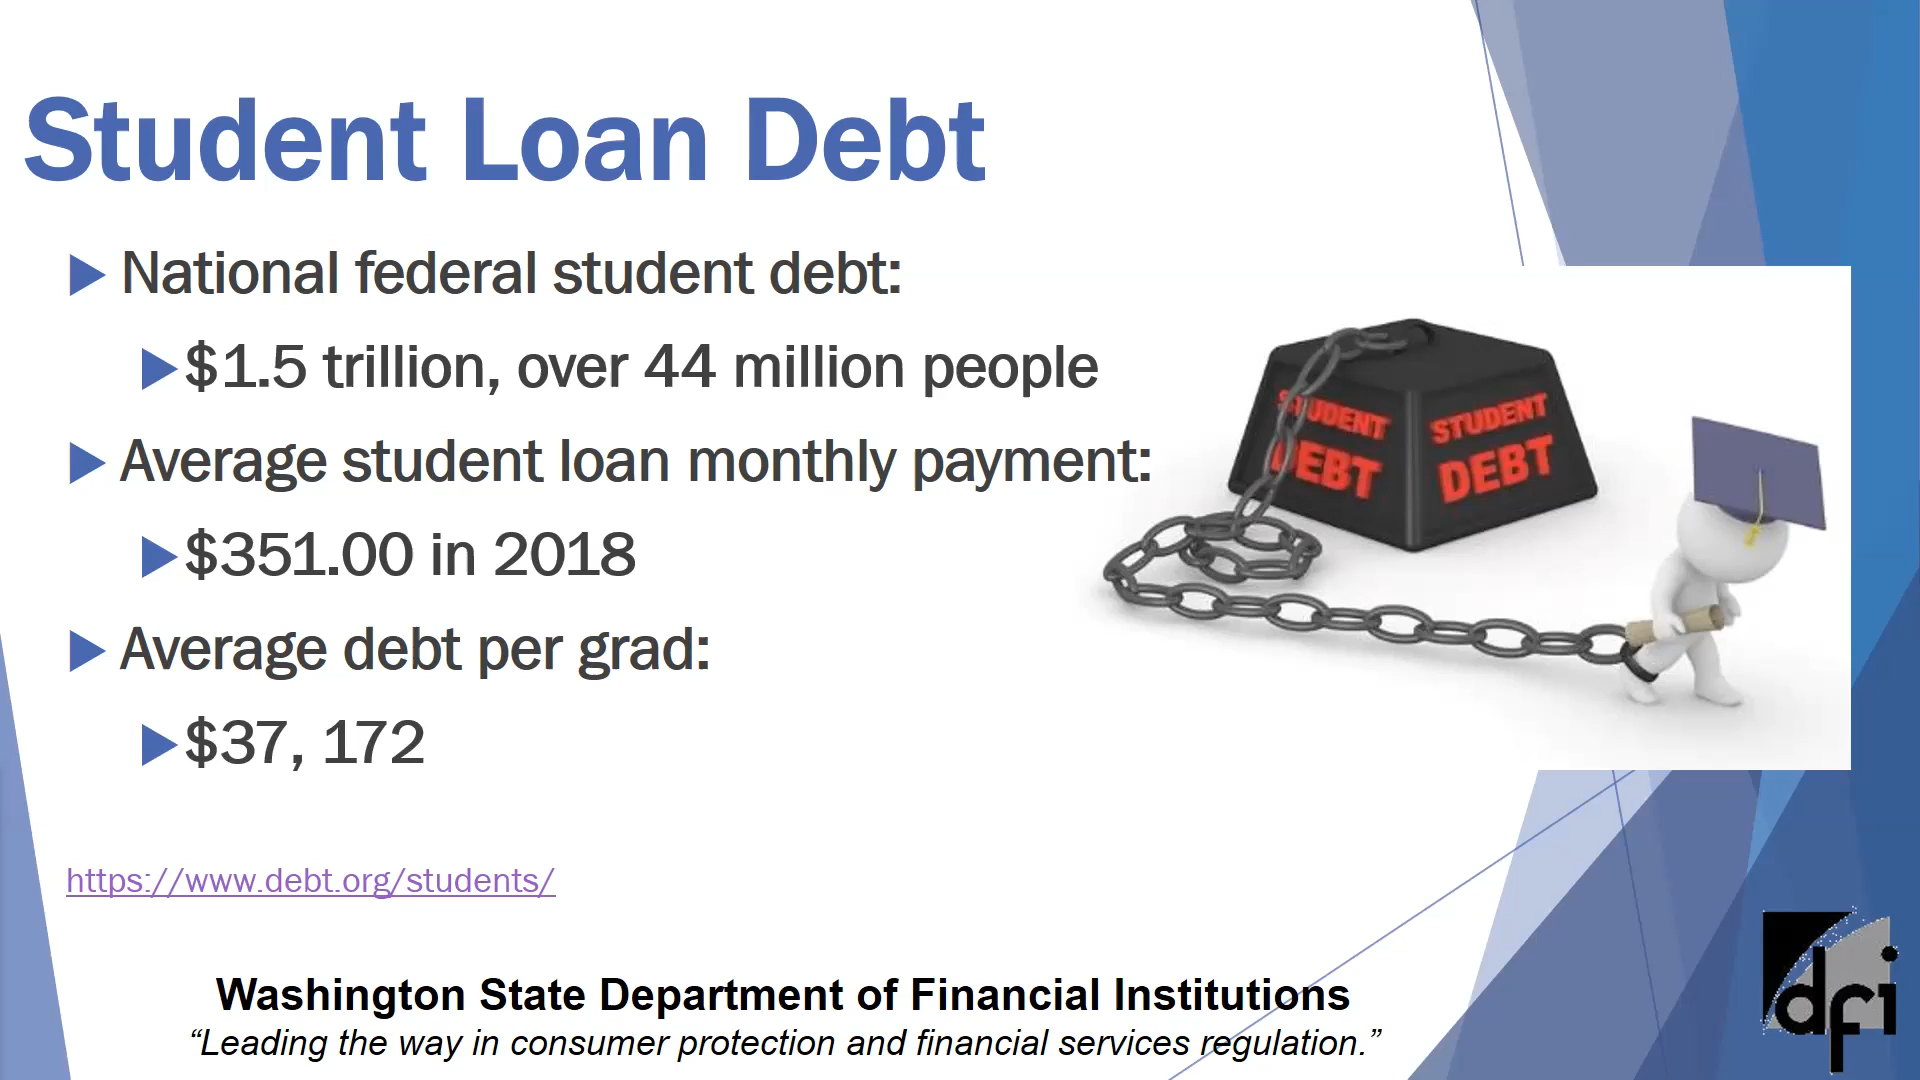 Student Loan Debt
National federal student debt:
$1.5 trillion, over 44 million people
Average student loan monthly payment:
$351.00 in 2018
Average debt per grad:
$37, 172
STUDENT
DEBT
STUDENT
DEBT
https://www.debt.org/students/
Washington State Department of Financial Institutions
“Leading the way in consumer protection and financial services regulation.”
dfi